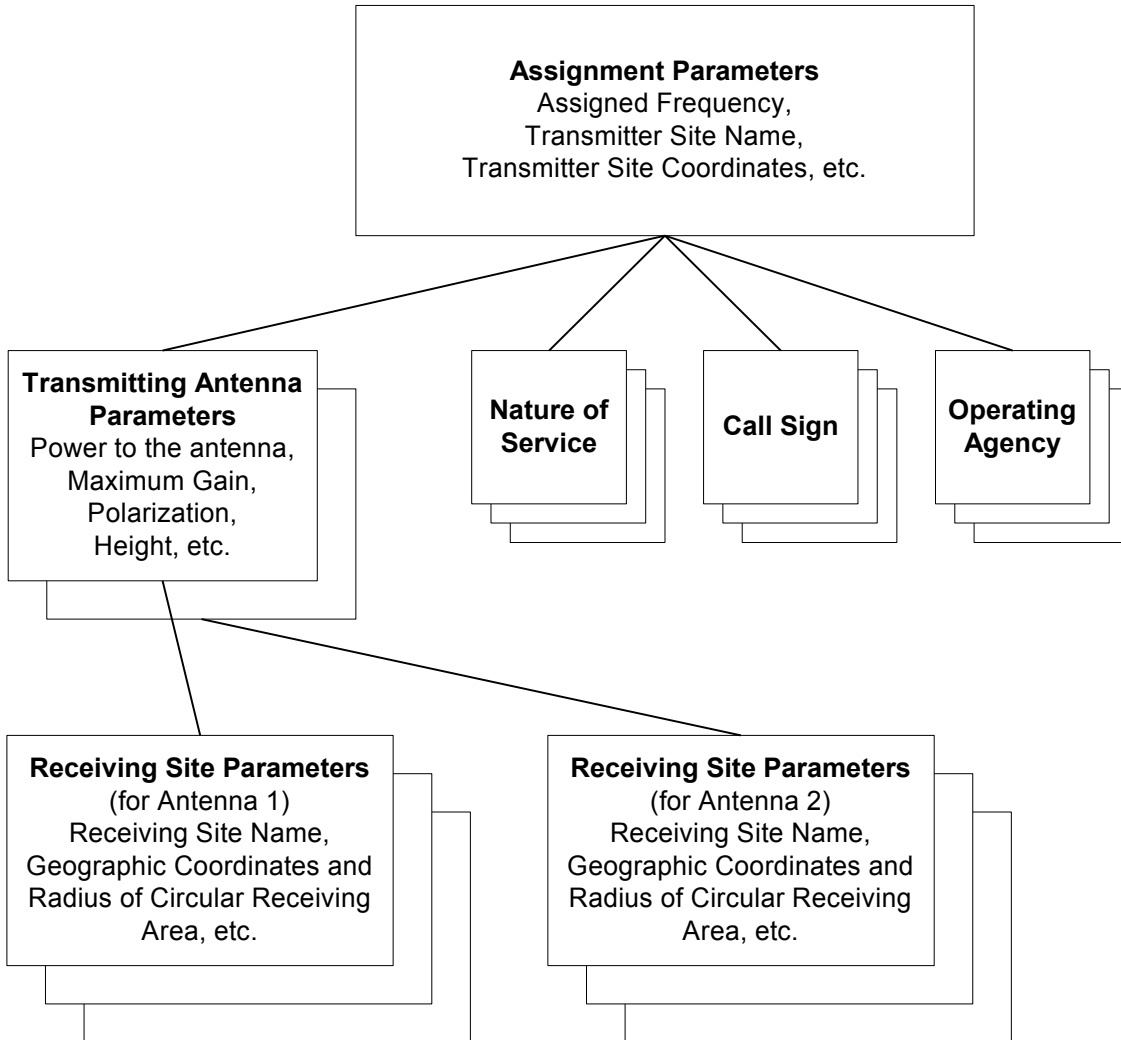 Assignment Parameters
Assigned Frequency,
Transmitter Site Name,
Transmitter Site Coordinates, etc.
Transmitting Antenna
Parameters
Power to the antenna,
Maximum Gain,
Polarization,
Height, etc.
Nature of
Service
Call Sign
Operating
Agency
Receiving Site Parameters
(for Antenna 1)
Receiving Site Name,
Geographic Coordinates and
Radius of Circular Receiving
Area, etc.
Receiving Site Parameters
(for Antenna 2)
Receiving Site Name,
Geographic Coordinates and
Radius of Circular Receiving
Area, etc.